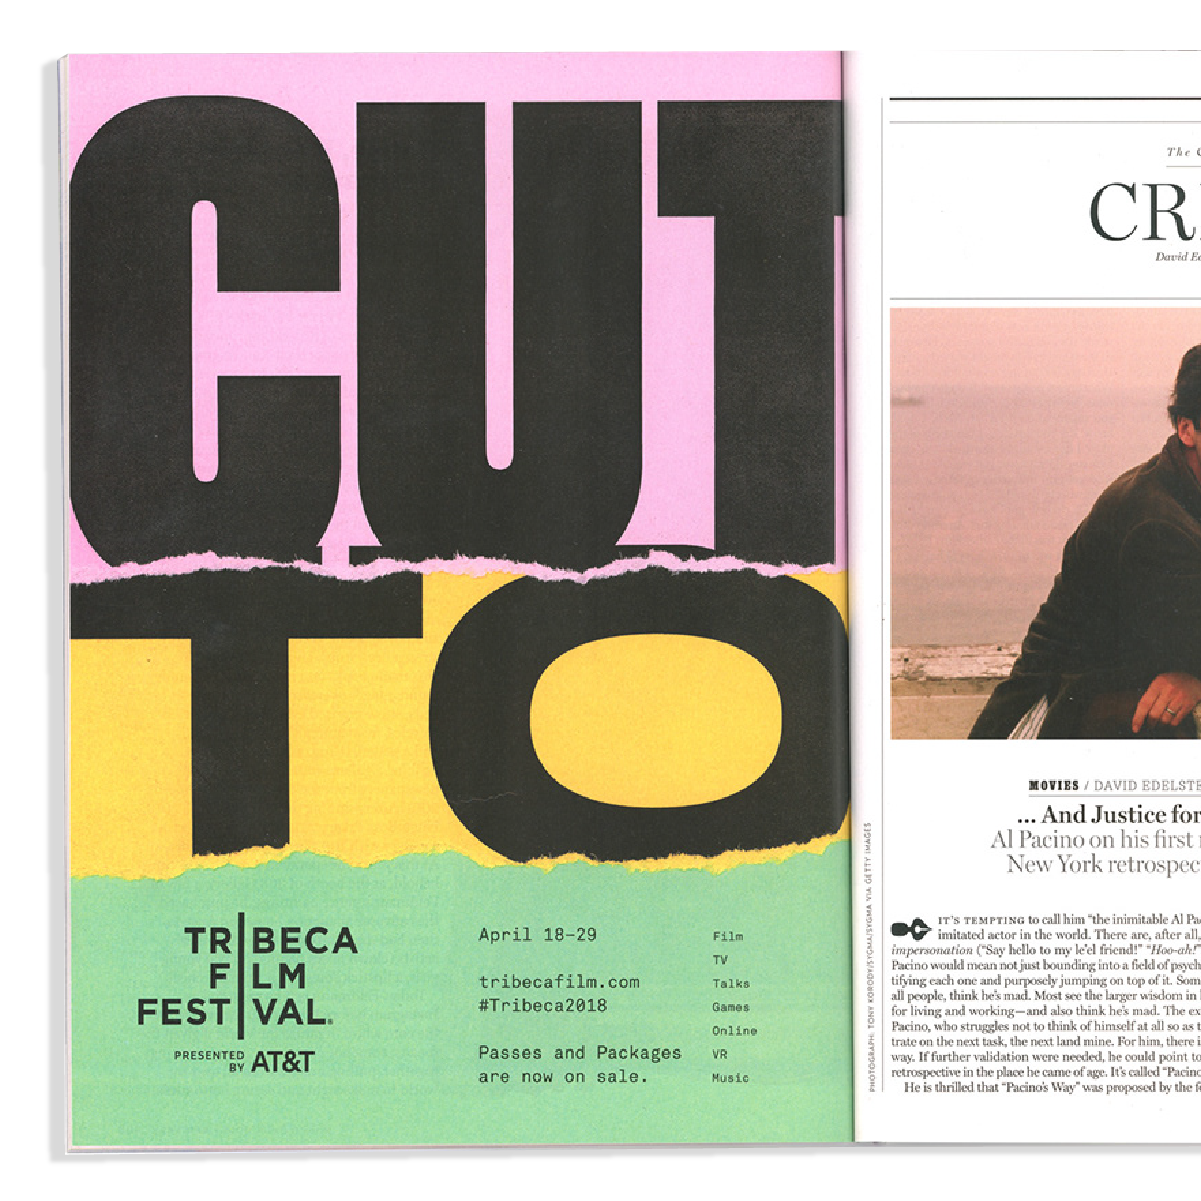 CUT
TO
TRIBECA
FILM
FESTIVAL®
PRESENTED
BY AT&T
April 18–29
tribecafilm.com
#Tribeca2018
Passes and Packages
are now on sale.
Film
TV
Talks
Games
Online
VR
Music
The
CR
David
MOVIES / DAVID EDELSTE
... And Justice for
Al Pacino on his first
New York retrospec
PHOTOGRAPH: TONY KORODY/SYGMA/SYGMA VIA GETTY IMAGES
IT'S TEMPTING to call him “the inimitable Al Pa
imitated actor in the world. There are, after all,
impersonation (“Say hello to my le'el friend!” “Hoo-ah!”
Pacino would mean not just bounding into a field of psych
tifying each one and purposely jumping on top of it. Som
all people, think he's mad. Most see the larger wisdom in
for living and working—and also think he's mad. The ex
Pacino, who struggles not to think of himself at all so as t
trate on the next task, the next land mine. For him, there i
way. If further validation were needed, he could point to
retrospective in the place he came of age. It's called “Pacino
He is thrilled that “Pacino's Way” was proposed by the fo